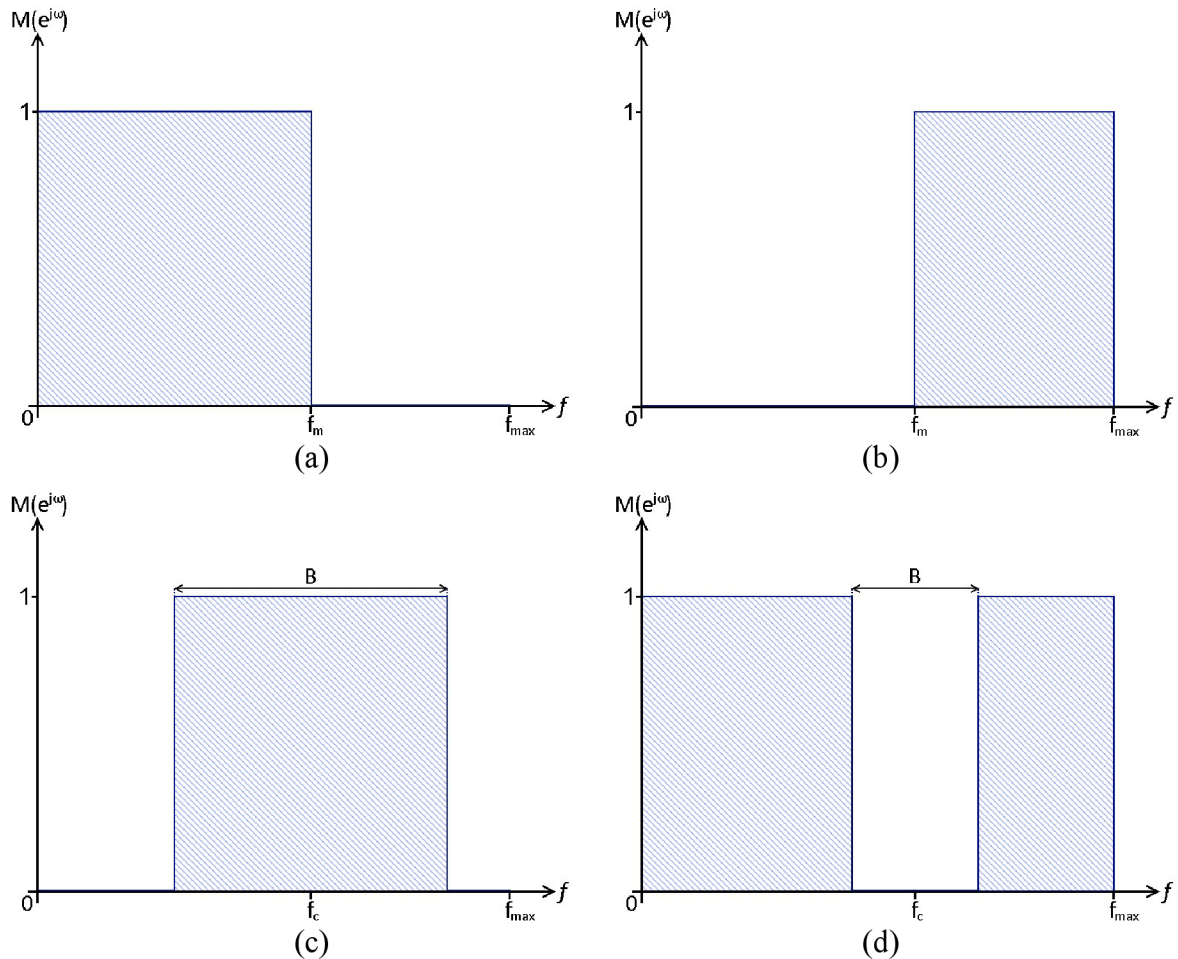 M(e^jω)
1
0
f_m
f_max
f
(a)
M(e^jω)
1
0
f_m
f_max
f
(b)
M(e^jω)
B
1
0
f_c
f_max
f
(c)
M(e^jω)
B
1
0
f_c
f_max
f
(d)